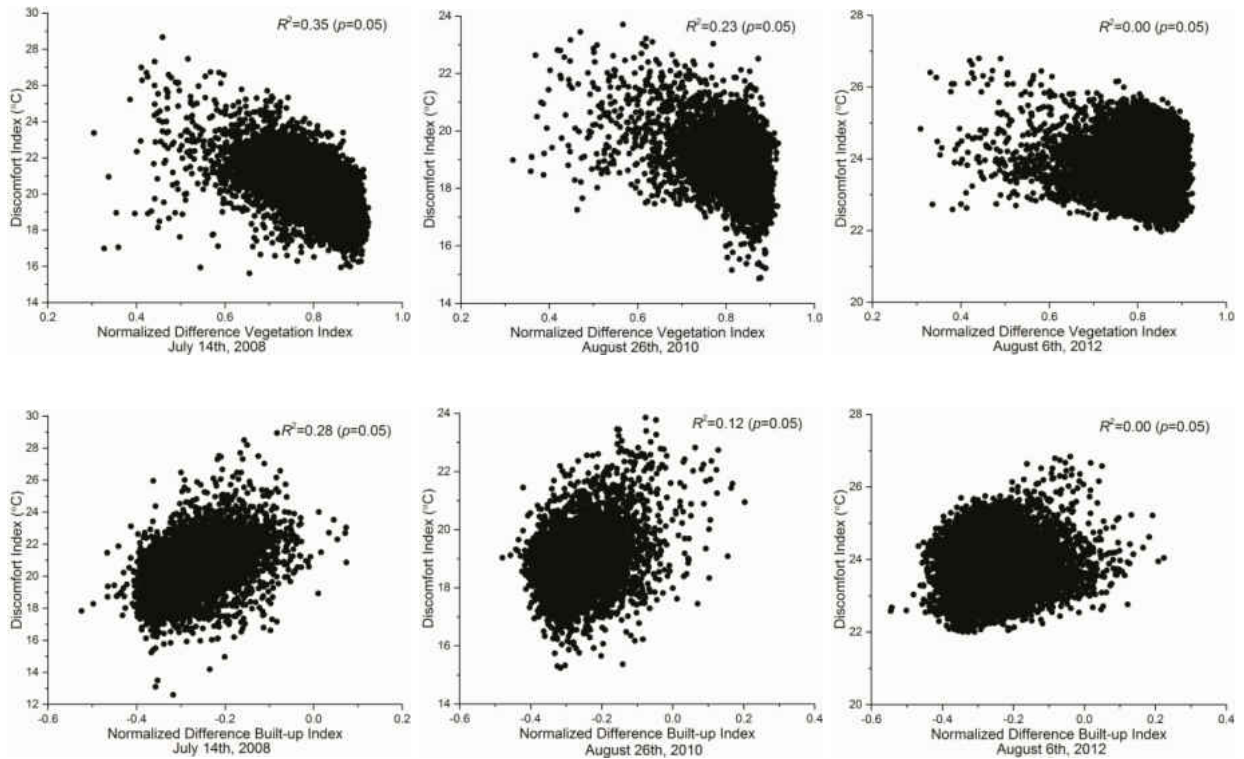 R²=0.35 (p=0.05)
30
28
26
24
22
20
18
16
14
Discomfort Index (°C)
0.2 0.4 0.6 0.8 1.0
Normalized Difference Vegetation Index
July 14th, 2008
R²=0.23 (p=0.05)
24
22
20
18
16
14
Discomfort Index (°C)
0.2 0.4 0.6 0.8 1.0
Normalized Difference Vegetation Index
August 26th, 2010
R²=0.00 (p=0.05)
28
26
24
22
20
Discomfort Index (°C)
0.2 0.4 0.6 0.8 1.0
Normalized Difference Vegetation Index
August 6th, 2012
R²=0.28 (p=0.05)
30
28
26
24
22
20
18
16
14
12
Discomfort Index (°C)
-0.6 -0.4 -0.2 0.0 0.2
Normalized Difference Built-up Index
July 14th, 2008
R²=0.12 (p=0.05)
24
22
20
18
16
14
Discomfort Index (°C)
-0.6 -0.4 -0.2 0.0 0.2 0.4
Normalized Difference Built-up Index
August 26th, 2010
R²=0.00 (p=0.05)
28
26
24
22
20
Discomfort Index (°C)
-0.6 -0.4 -0.2 0.0 0.2 0.4
Normalized Difference Built-up Index
August 6th, 2012